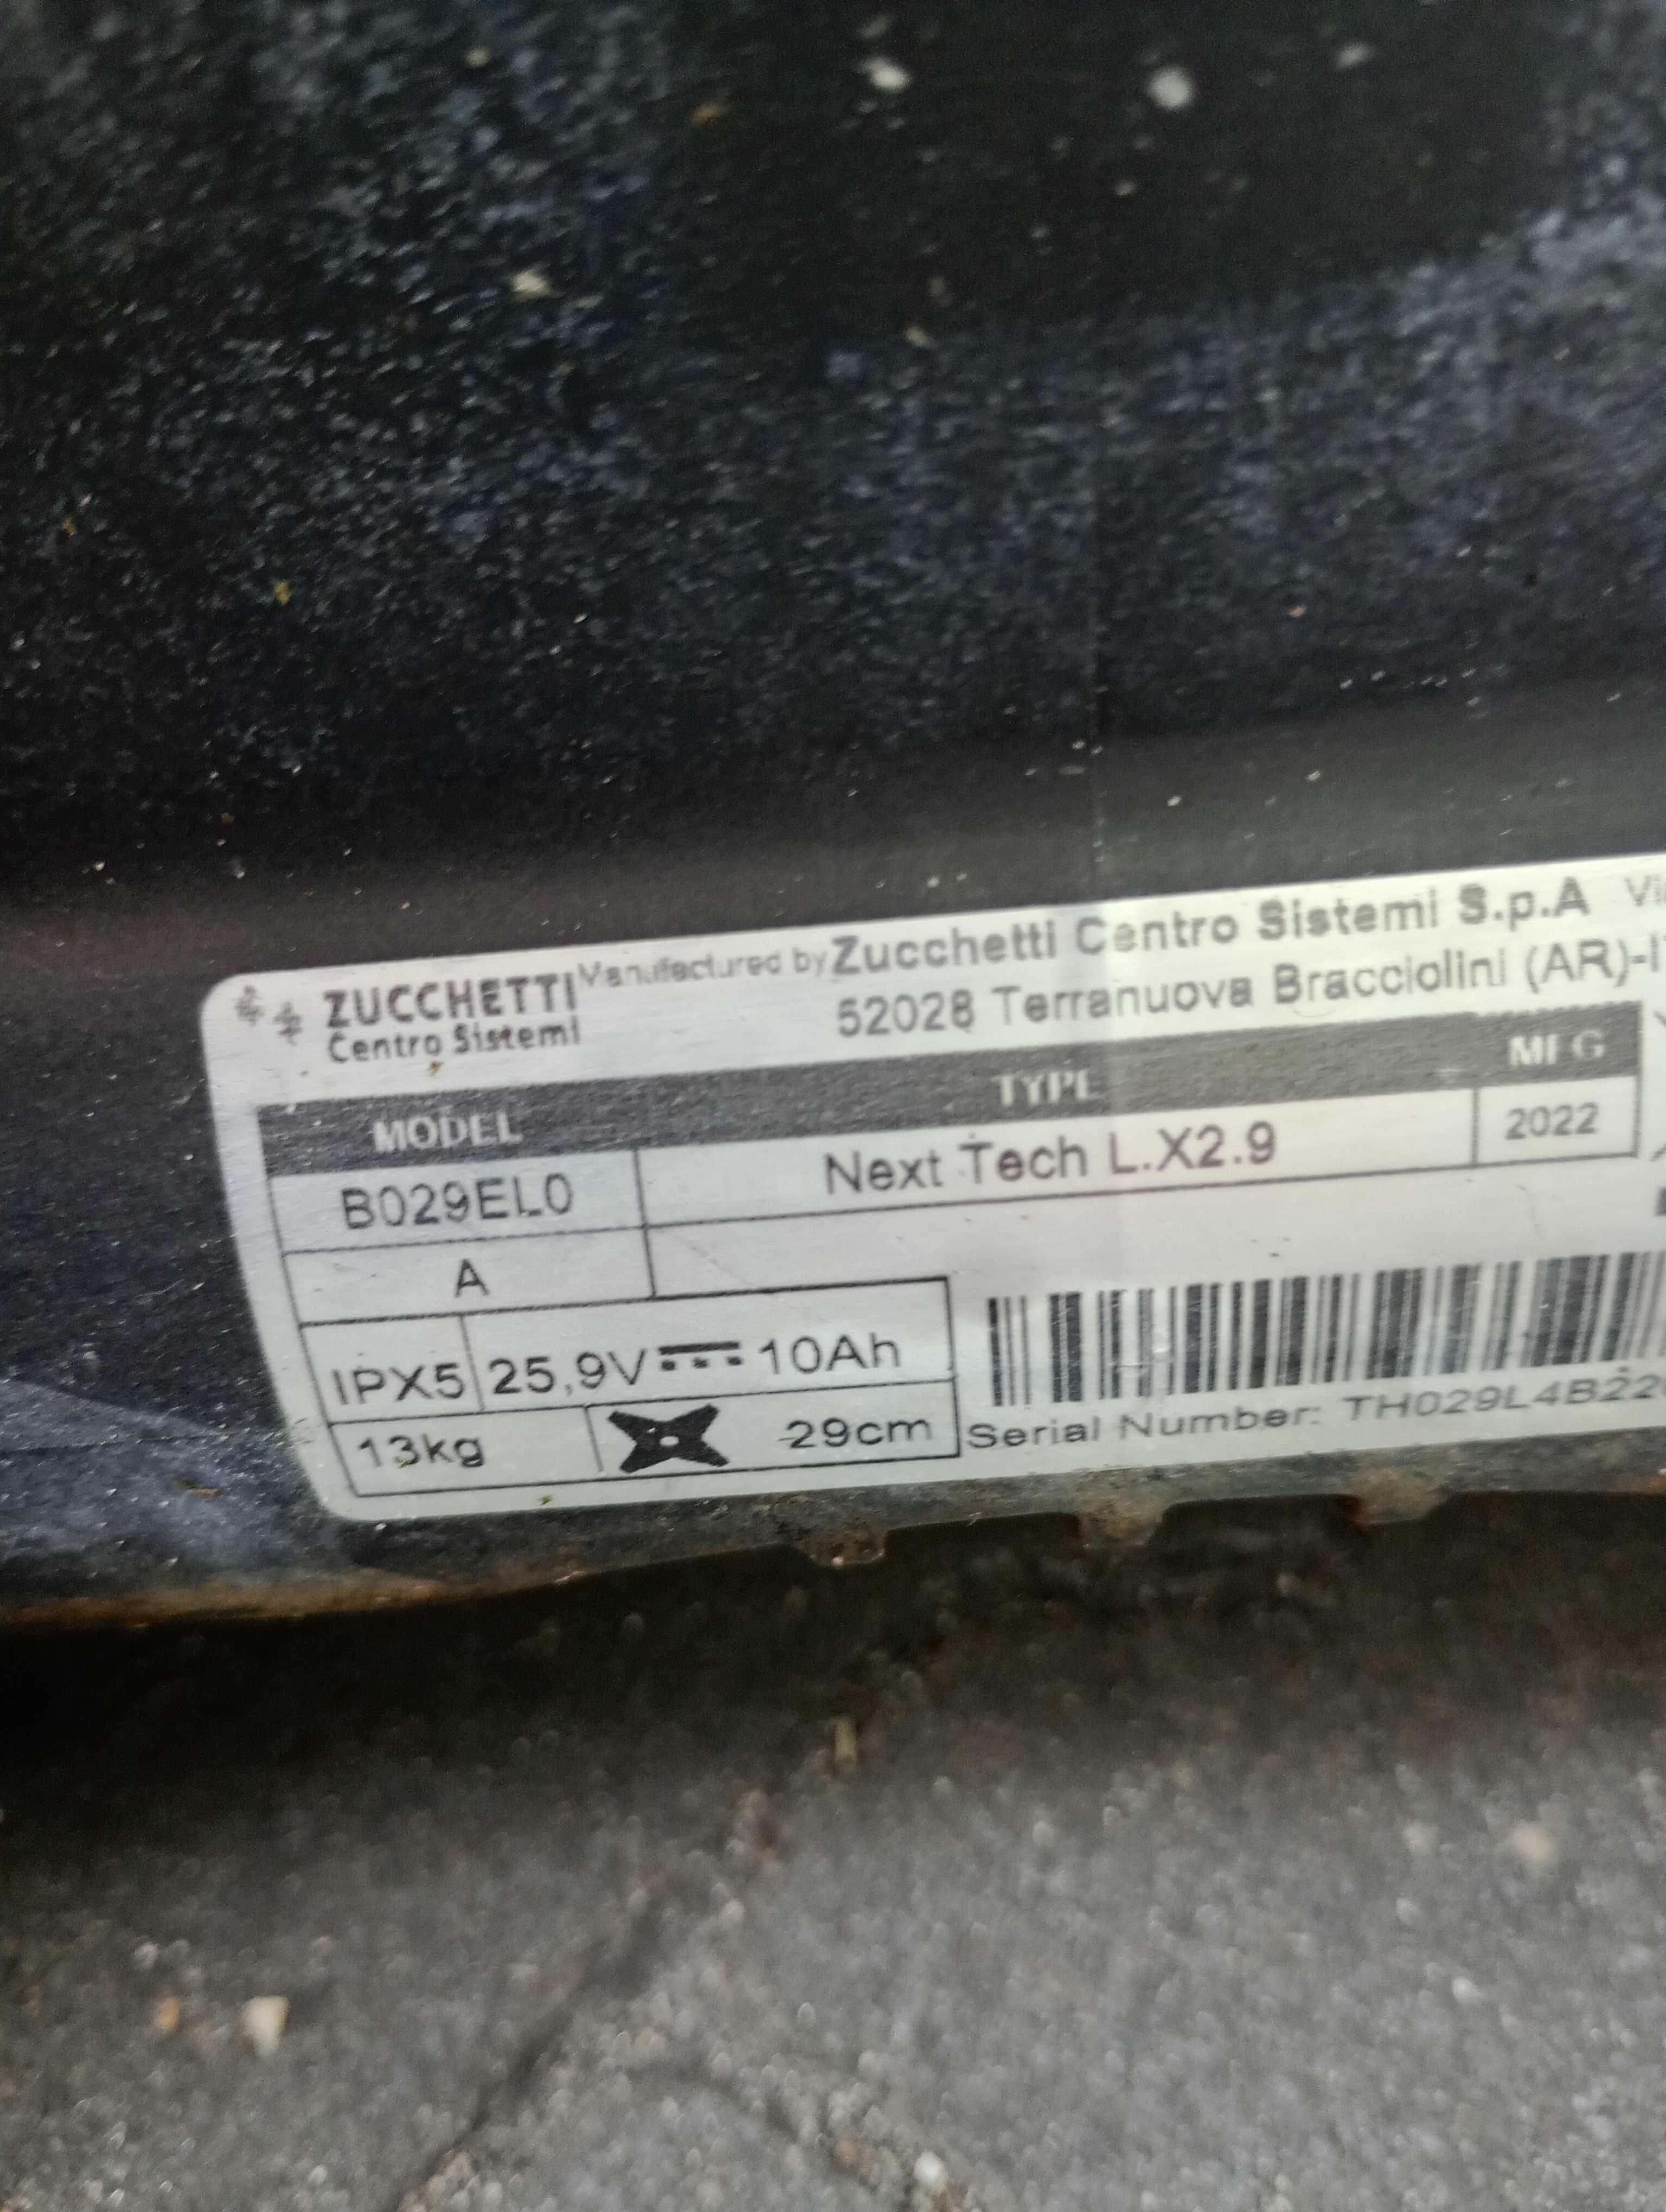 ZUCCHETTI
Centro Sistemi
Manufactured by Zucchetti Centro Sistemi S.p.A
52028 Terranuova Bracciolini (AR)-I
MODEL TYPE MFG
B029EL0 Next Tech L.X2.9 2022
A
IPX5 25,9V 10Ah
13kg 29cm
Serial Number: TH029L4B22